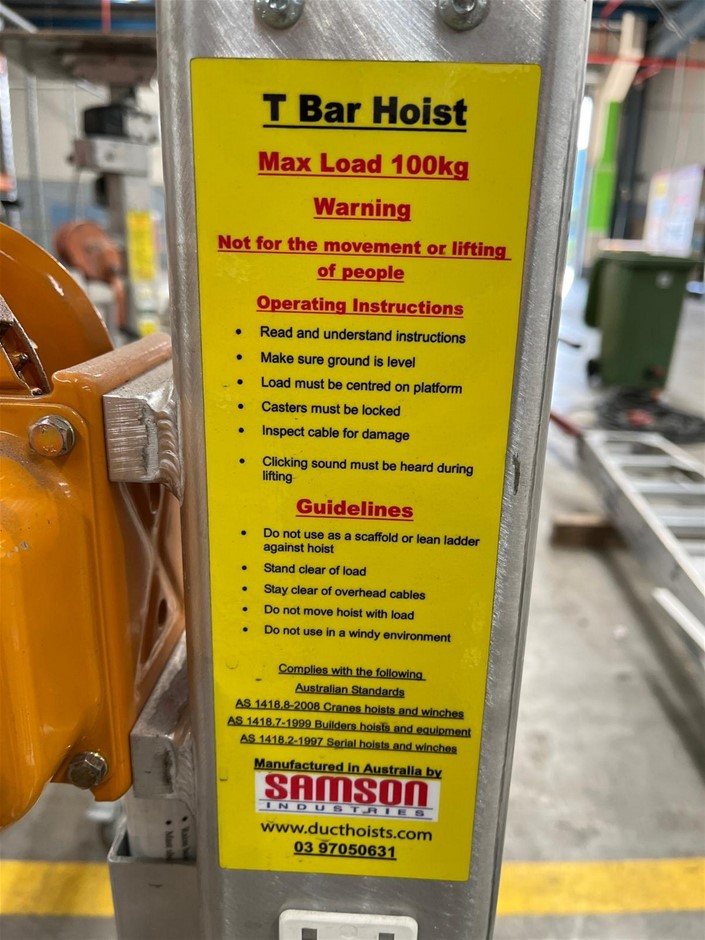 T Bar Hoist
Max Load 100kg
Warning
Not for the movement or lifting
of people
Operating Instructions
• Read and understand instructions
• Make sure ground is level
• Load must be centred on platform
• Casters must be locked
• Inspect cable for damage
• Clicking sound must be heard during
lifting
Guidelines
• Do not use as a scaffold or lean ladder
against hoist
• Stand clear of load
• Stay clear of overhead cables
• Do not move hoist with load
• Do not use in a windy environment
Complies with the following
Australian Standards
AS 1418.8-2008 Cranes hoists and winches
AS 1418.7-1999 Builders hoists and equipment
AS 1418.2-1997 Serial hoists and winches
Manufactured in Australia by
SAMSON
INDUSTRIES
www.ducthoists.com
03 97050631